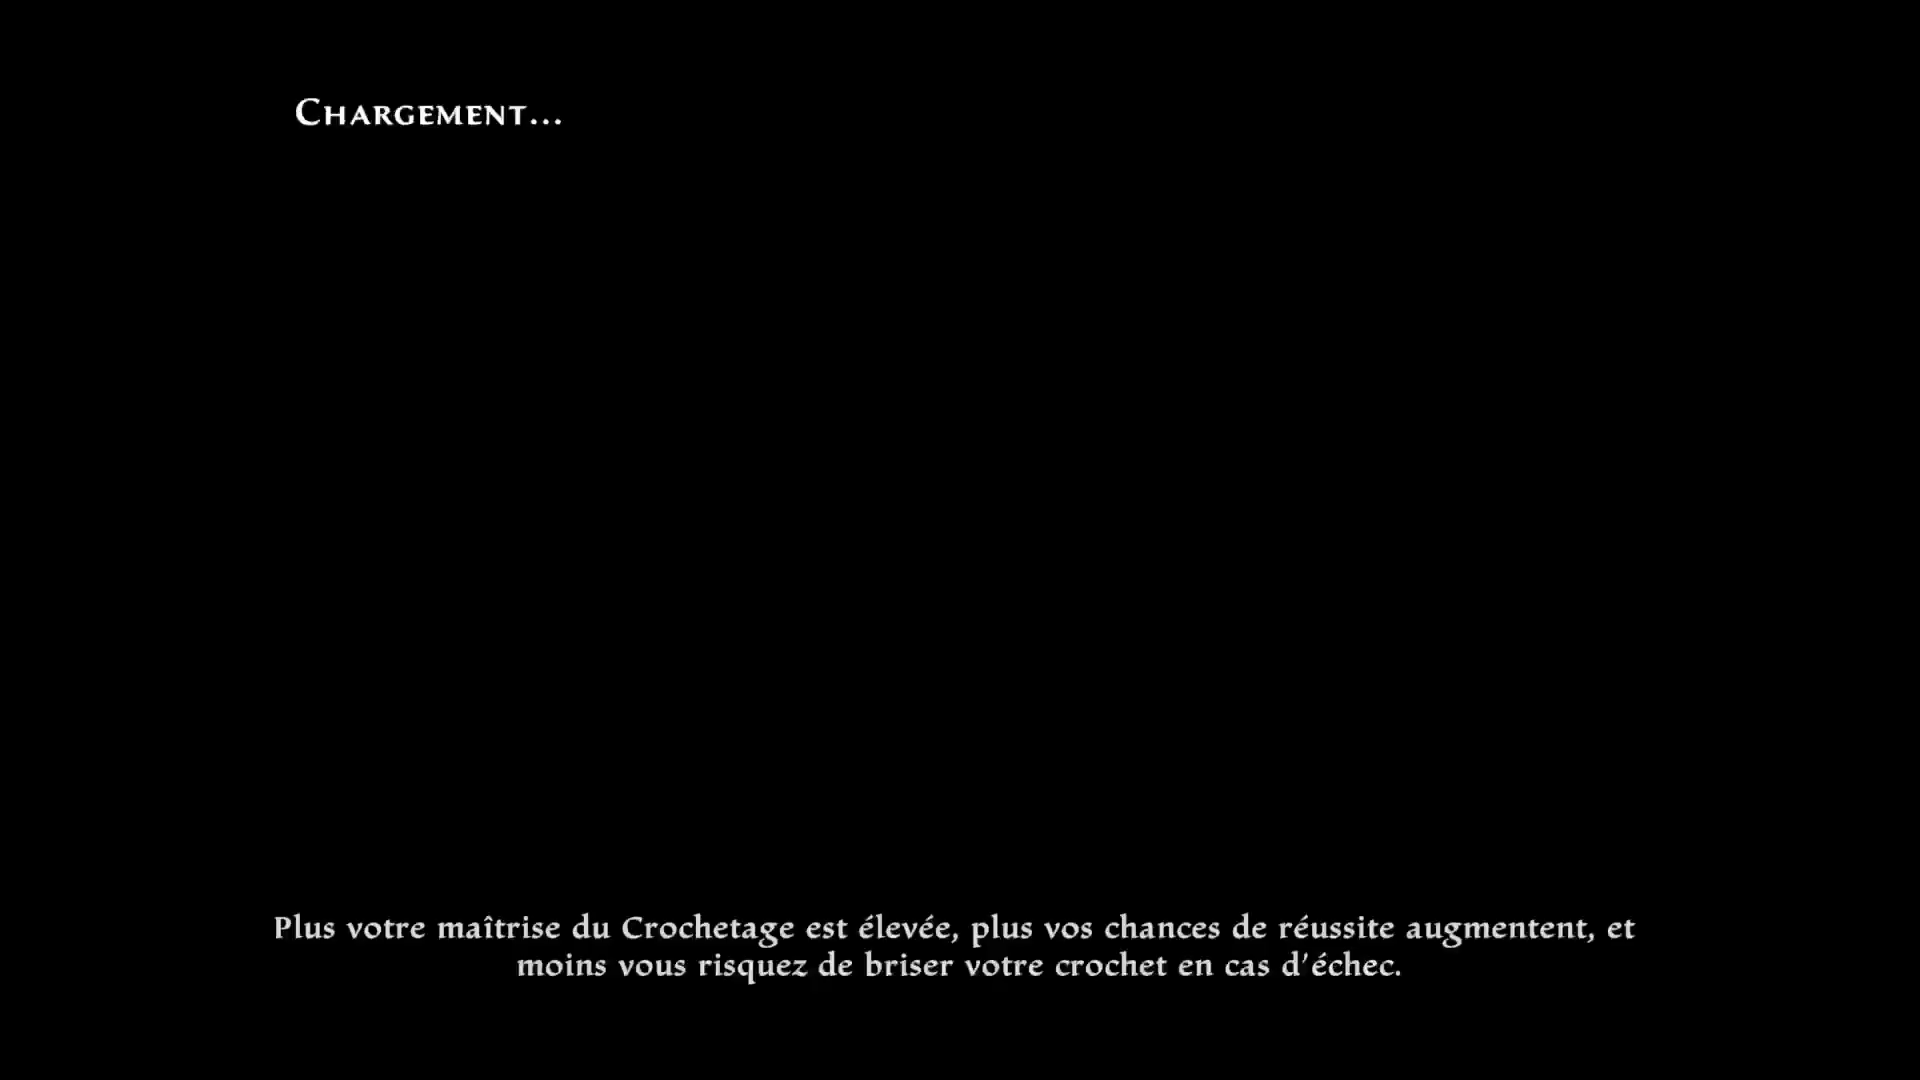 Chargement...
Plus votre maîtrise du Crochetage est élevée, plus vos chances de réussite augmentent, et
moins vous risquez de briser votre crochet en cas d'échec.